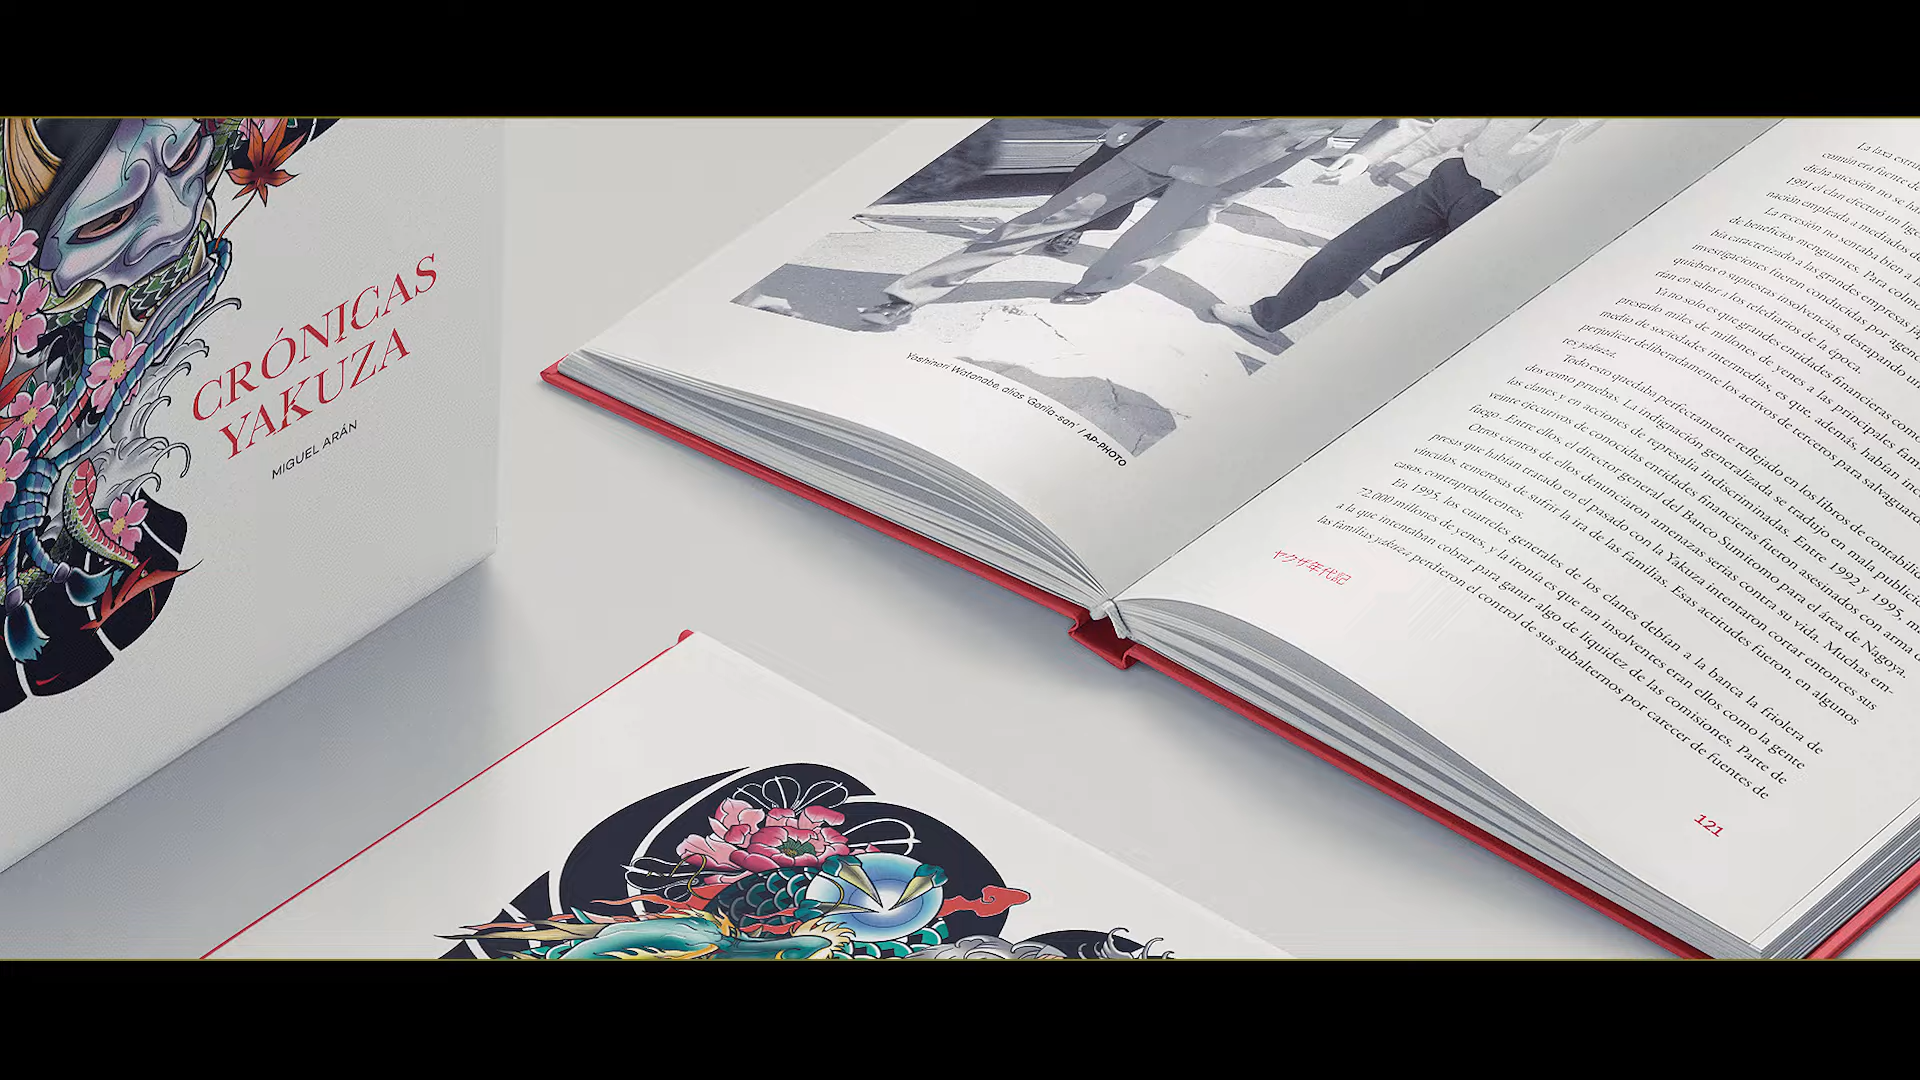 CRÓNICAS
YAKUZA
MIGUEL ARÁN
Yoshinori Watanabe, alias 'Gorila-san' / AP-PHOTO
La laxa estru
común era fuente de
dicha sucesión no se ha
1991 el clan efectuó un lige
nación empleada a mediados de
La recesión no sentaba bien a l
de beneficios menguantes. Para colmo
bía caracterizado a las grandes empresas ja
investigaciones fueron conducidas por agen
quiebras o supuestas insolvencias, destapando un
rían en saltar a los telediarios de la época.
Ya no solo es que grandes entidades financieras como
prestado miles de millones de yenes a las principales fam
medio de sociedades intermedias, es que, además, habían inc
perjudicar deliberadamente los activos de terceros para salvaguard
res yakuza.
Todo esto quedaba perfectamente reflejado en los libros de contabilid
dos como pruebas. La indignación generalizada se tradujo en mala publici
los clanes y en acciones de represalia indiscriminadas. Entre 1992 y 1995, m
veinte ejecutivos de conocidas entidades financieras fueron asesinados con arma d
fuego. Entre ellos, el director general del Banco Sumitomo para el área de Nagoya.
Otros cientos de ellos denunciaron amenazas serias contra su vida. Muchas em-
presas que habían tratado en el pasado con la Yakuza intentaron cortar entonces sus
vínculos, temerosas de sufrir la ira de las familias. Esas actitudes fueron, en algunos
casos, contraproducentes.
En 1995, los cuarteles generales de los clanes debían a la banca la friolera de
72.000 millones de yenes, y la ironía es que tan insolventes eran ellos como la gente
a la que intentaban cobrar para ganar algo de liquidez de las comisiones. Parte de
las familias yakuza perdieron el control de sus subalternos por carecer de fuentes de
ヤクザ年代記
121